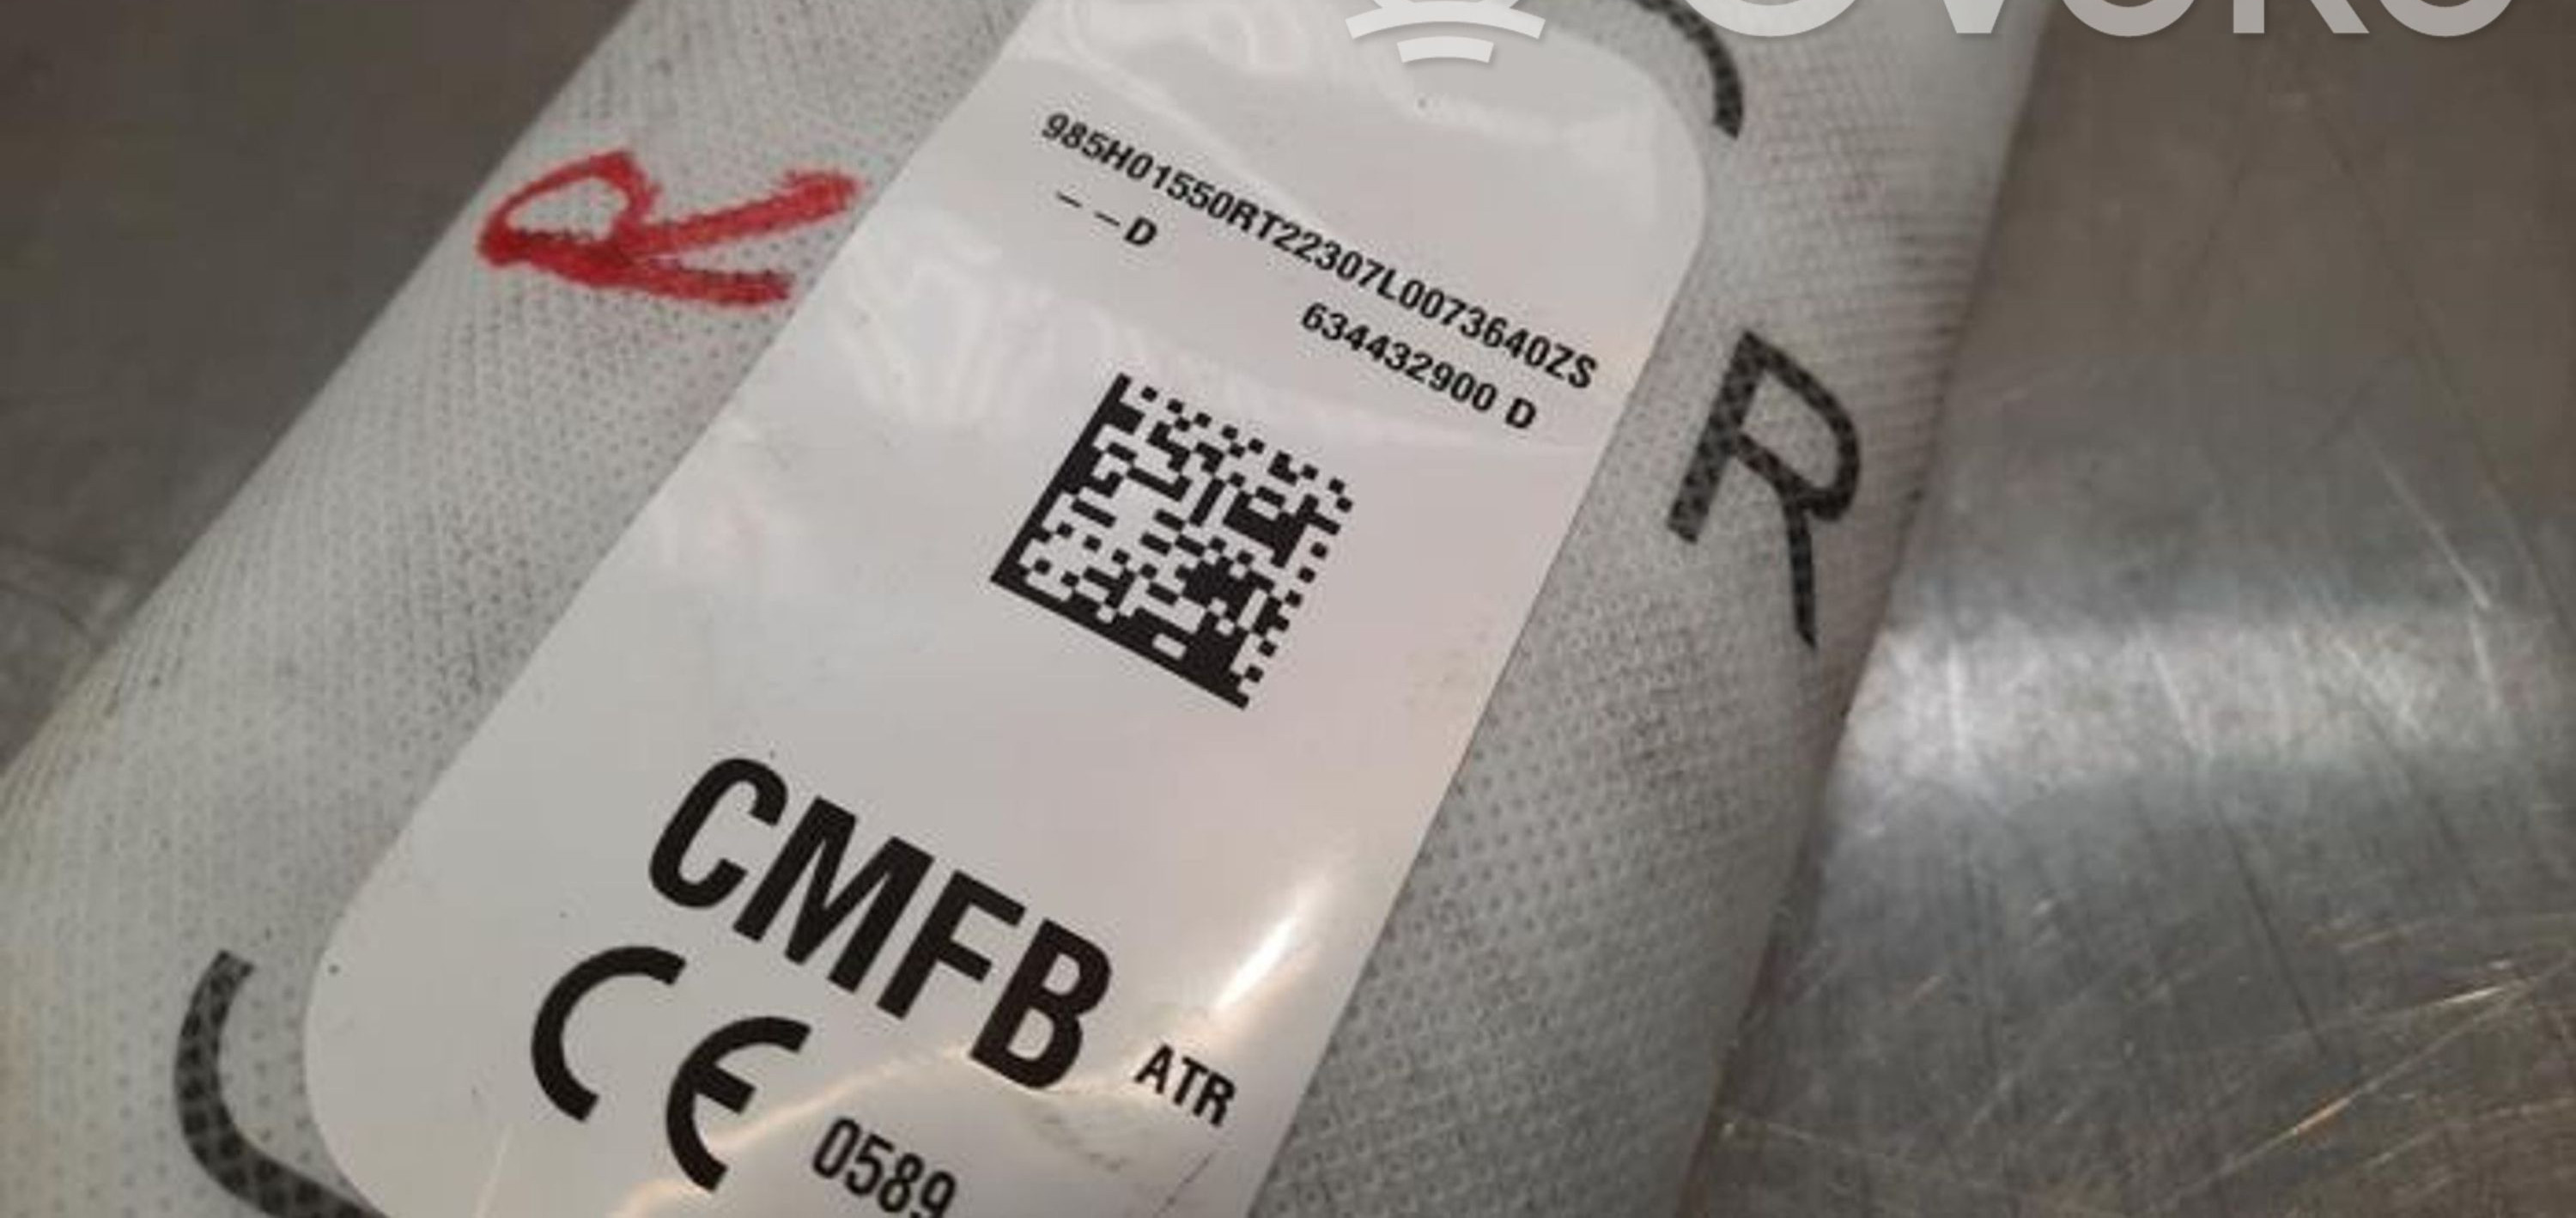 985H01550RT22307L0073640ZS
– – D
634432900 D
R
R
CMFB
ATR
CE
0589